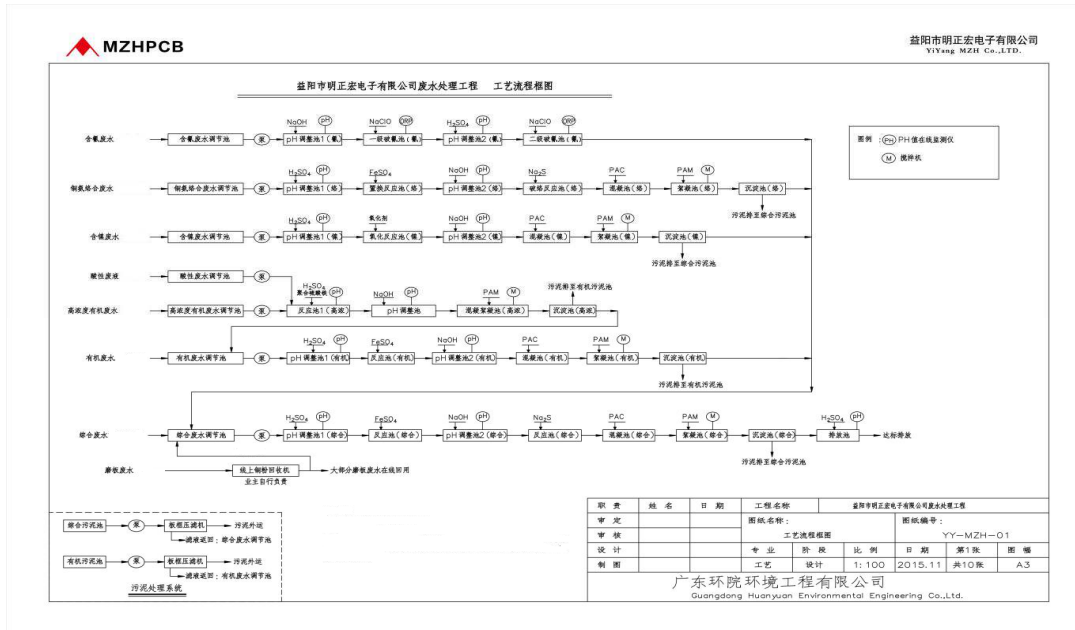 MZHPCB
益阳市明正宏电子有限公司
YiYang MZH Co.,LTD.
益阳市明正宏电子有限公司废水处理工程 工艺流程框图
NaOH pH NaClO ORP H₂SO₄ pH NaClO ORP
含氰废水 含氰废水调节池 泵 pH调整池1(氰) 一级破氰池(氰) pH调整池2(氰) 二级破氰池(氰)
图例：PH PH值在线监测仪
M 搅拌机
H₂SO₄ pH FeSO₄ NaOH pH Na₂S PAC PAM M
铜氨络合废水 铜氨络合废水调节池 泵 pH调整池1(络) 置换反应池(络) pH调整池2(络) 破络反应池(络) 混凝池(络) 絮凝池(络) 沉淀池(络)
污泥排至综合污泥池
H₂SO₄ pH 氧化剂 NaOH pH PAC PAM M
含镍废水 含镍废水调节池 泵 pH调整池1(镍) 氧化反应池(镍) pH调整池2(镍) 混凝池(镍) 絮凝池(镍) 沉淀池(镍)
污泥排至综合污泥池
酸性废液 酸性废水调节池 泵
H₂SO₄
聚合硫酸铁 pH NaOH pH PAM M 污泥排至有机污泥池
高浓度有机废水 高浓度有机废水调节池 泵 反应池1(高浓) pH调整池 混凝絮凝池(高浓) 沉淀池(高浓)
H₂SO₄ pH FeSO₄ NaOH pH PAC PAM M
有机废水 有机废水调节池 泵 pH调整池1(有机) 反应池(有机) pH调整池2(有机) 混凝池(有机) 絮凝池(有机) 沉淀池(有机)
污泥排至有机污泥池
H₂SO₄ pH FeSO₄ NaOH pH Na₂S PAC PAM M H₂SO₄ pH
综合废水 综合废水调节池 泵 pH调整池1(综合) 反应池(综合) pH调整池2(综合) 反应池(综合) 混凝池(综合) 絮凝池(综合) 沉淀池(综合) 排放池 达标排放
污泥排至综合污泥池
磨板废水 线上铜粉回收机 大部分磨板废水在线回用
业主自行负责
综合污泥池 泵 板框压滤机 污泥外运
滤液返回：综合废水调节池
有机污泥池 泵 板框压滤机 污泥外运
滤液返回：有机废水调节池
污泥处理系统
职 责 姓 名 日 期 工程名称 益阳市明正宏电子有限公司废水处理工程
审 定 图纸名称： 图纸编号：
审 核 工艺流程框图 YY-MZH-01
设 计 专 业 阶 段 比 例 日 期 第1张 图 幅
制 图 工艺 设计 1:100 2015.11 共10张 A3
广东环院环境工程有限公司
Guangdong Huanyuan Environmental Engineering Co.,Ltd.